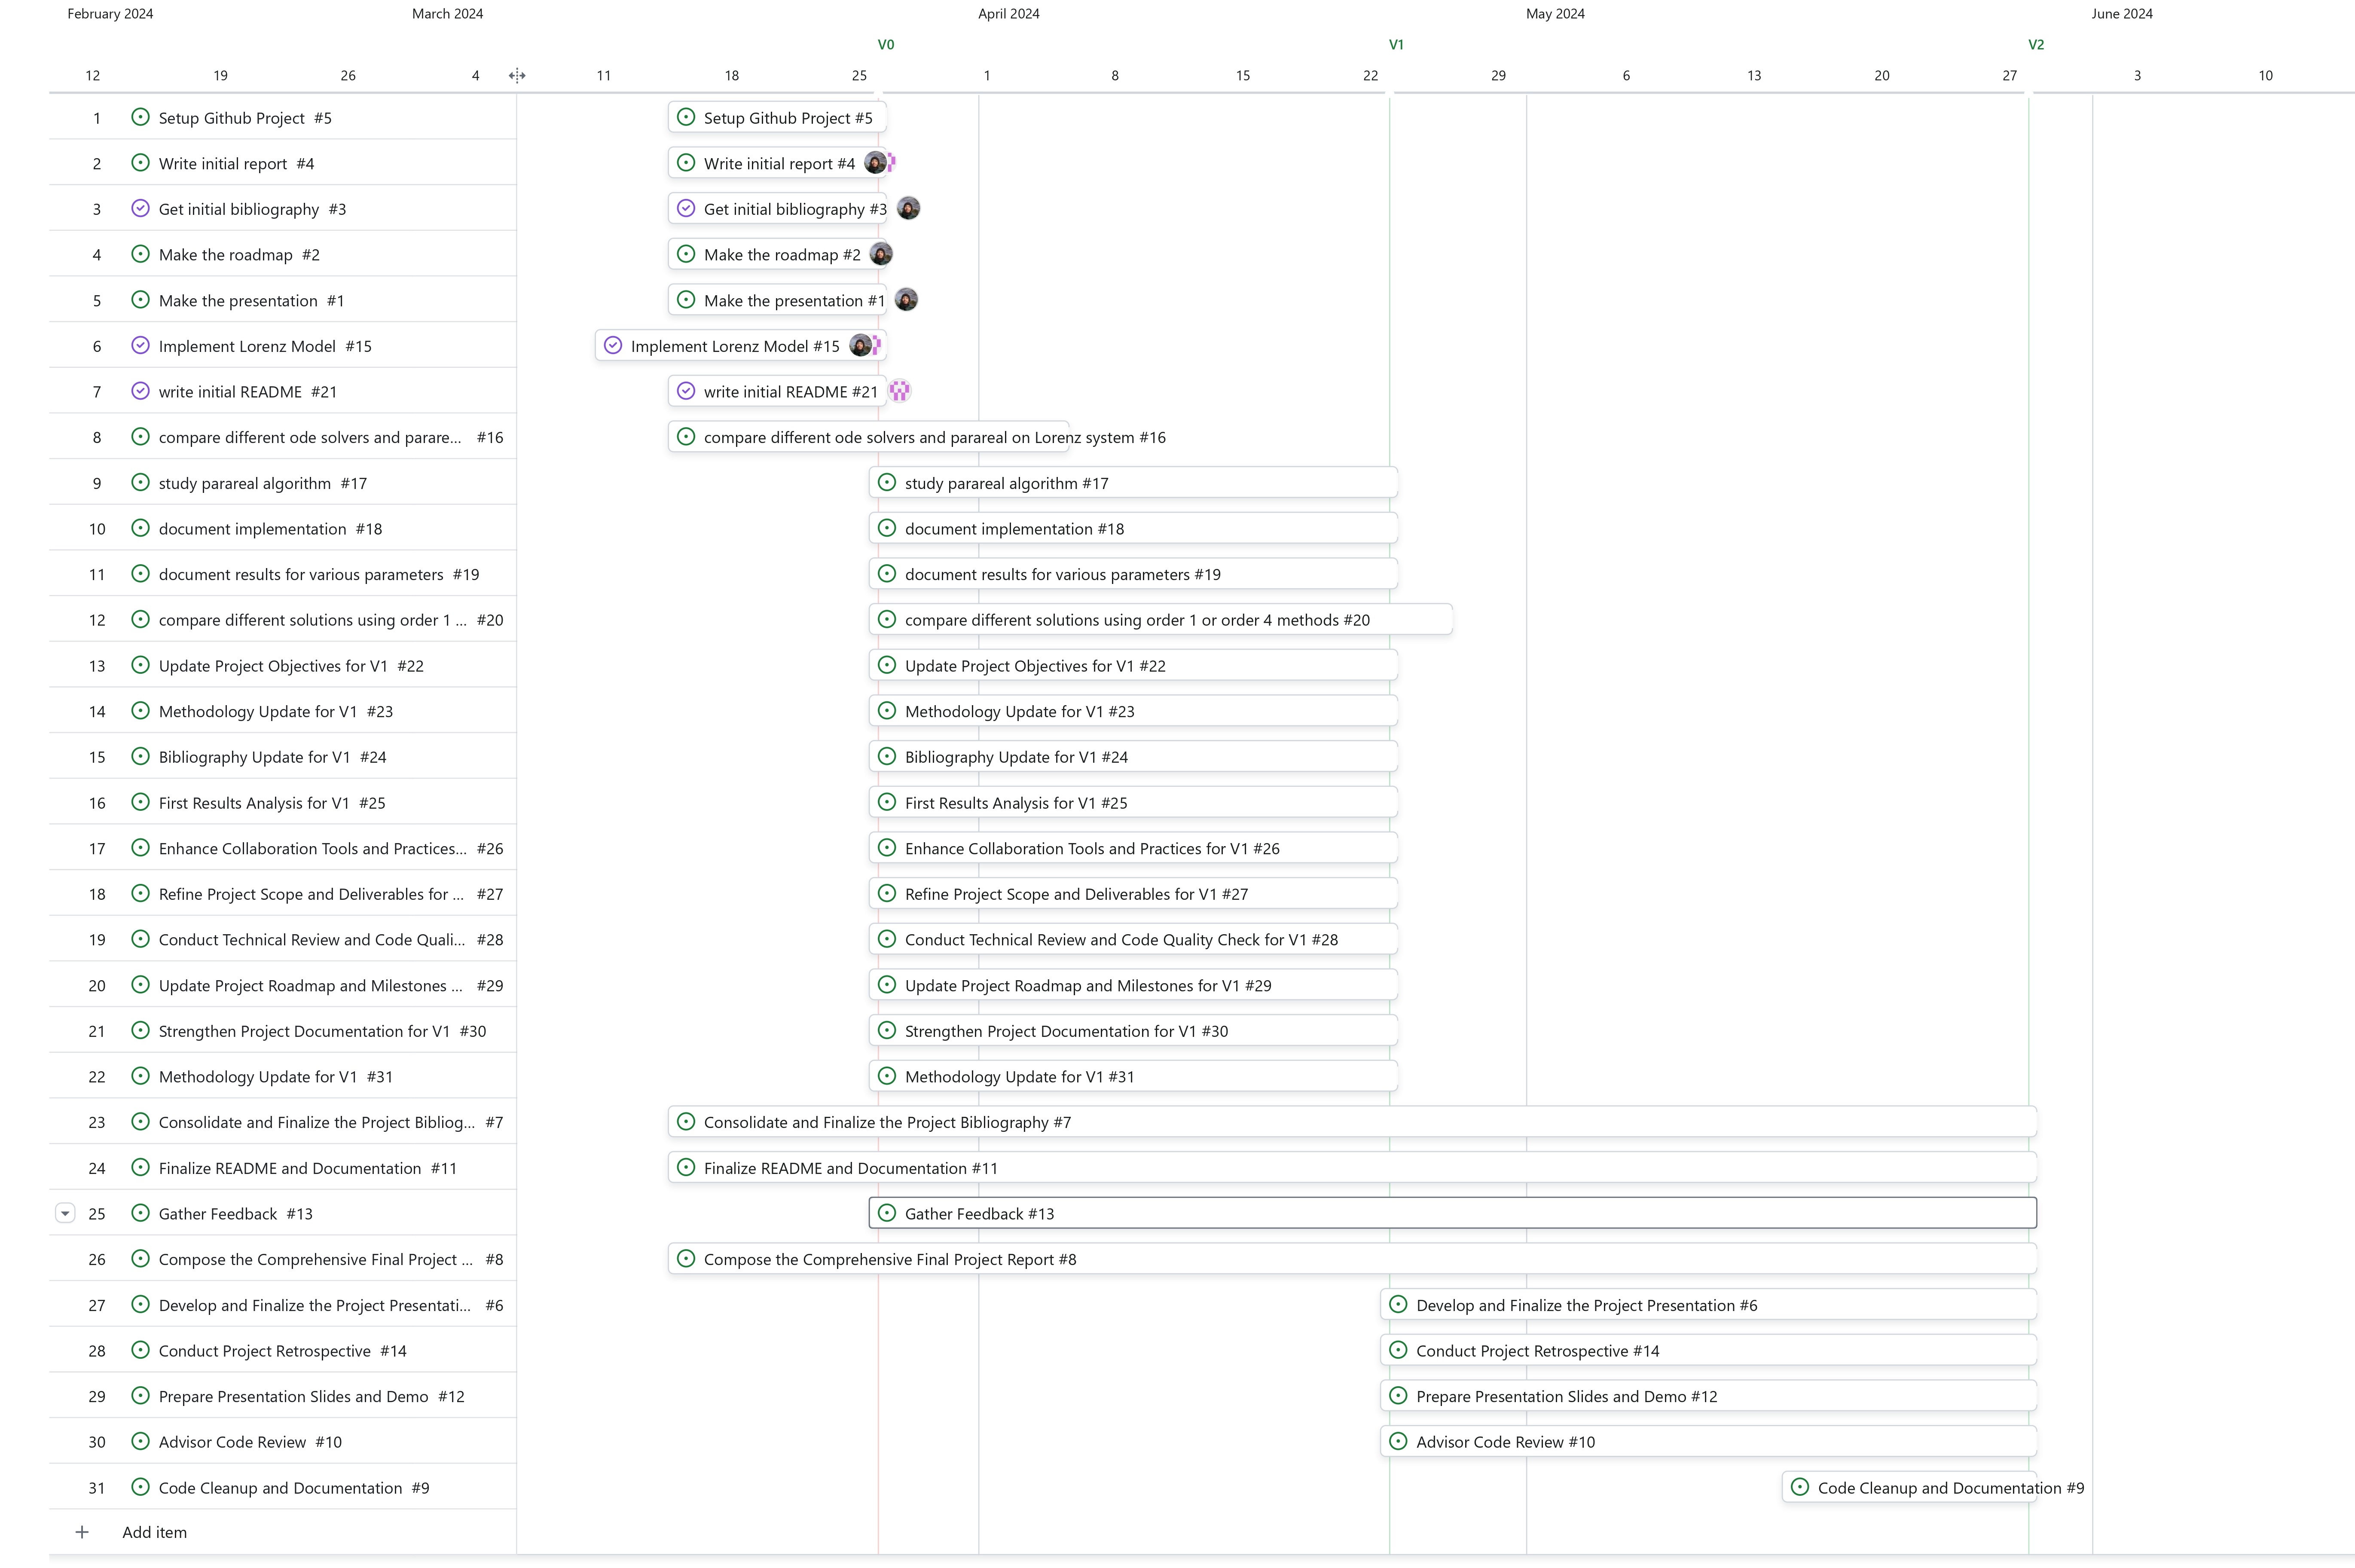 February 2024 March 2024 April 2024 May 2024 June 2024
V0 V1 V2
12 19 26 4 11 18 25 1 8 15 22 29 6 13 20 27 3 10
1 Setup Github Project #5 Setup Github Project #5
2 Write initial report #4 Write initial report #4
3 Get initial bibliography #3 Get initial bibliography #3
4 Make the roadmap #2 Make the roadmap #2
5 Make the presentation #1 Make the presentation #1
6 Implement Lorenz Model #15 Implement Lorenz Model #15
7 write initial README #21 write initial README #21
8 compare different ode solvers and parare... #16 compare different ode solvers and parareal on Lorenz system #16
9 study parareal algorithm #17 study parareal algorithm #17
10 document implementation #18 document implementation #18
11 document results for various parameters #19 document results for various parameters #19
12 compare different solutions using order 1 ... #20 compare different solutions using order 1 or order 4 methods #20
13 Update Project Objectives for V1 #22 Update Project Objectives for V1 #22
14 Methodology Update for V1 #23 Methodology Update for V1 #23
15 Bibliography Update for V1 #24 Bibliography Update for V1 #24
16 First Results Analysis for V1 #25 First Results Analysis for V1 #25
17 Enhance Collaboration Tools and Practices... #26 Enhance Collaboration Tools and Practices for V1 #26
18 Refine Project Scope and Deliverables for ... #27 Refine Project Scope and Deliverables for V1 #27
19 Conduct Technical Review and Code Quali... #28 Conduct Technical Review and Code Quality Check for V1 #28
20 Update Project Roadmap and Milestones ... #29 Update Project Roadmap and Milestones for V1 #29
21 Strengthen Project Documentation for V1 #30 Strengthen Project Documentation for V1 #30
22 Methodology Update for V1 #31 Methodology Update for V1 #31
23 Consolidate and Finalize the Project Bibliog... #7 Consolidate and Finalize the Project Bibliography #7
24 Finalize README and Documentation #11 Finalize README and Documentation #11
25 Gather Feedback #13 Gather Feedback #13
26 Compose the Comprehensive Final Project ... #8 Compose the Comprehensive Final Project Report #8
27 Develop and Finalize the Project Presentati... #6 Develop and Finalize the Project Presentation #6
28 Conduct Project Retrospective #14 Conduct Project Retrospective #14
29 Prepare Presentation Slides and Demo #12 Prepare Presentation Slides and Demo #12
30 Advisor Code Review #10 Advisor Code Review #10
31 Code Cleanup and Documentation #9 Code Cleanup and Documentation #9
+ Add item